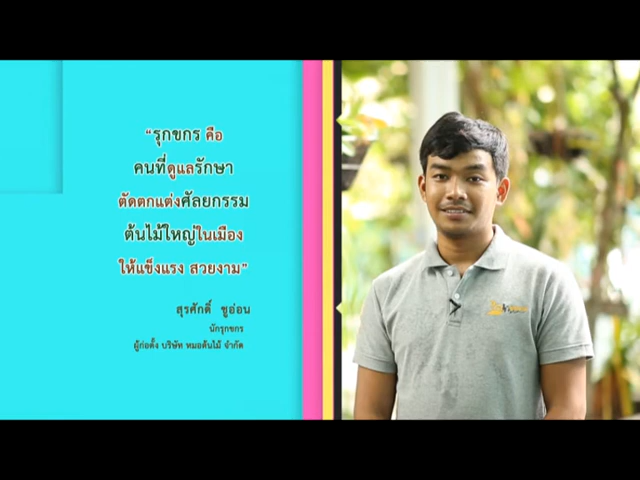 “รุกขกร คือ
คนที่ดูแลรักษา
ตัดตกแต่งศัลยกรรม
ต้นไม้ใหญ่ในเมือง
ให้แข็งแรง สวยงาม”
สุรศักดิ์ ชูอ่อน
นักรุกขกร
ผู้ก่อตั้ง บริษัท หมอต้นไม้ จำกัด